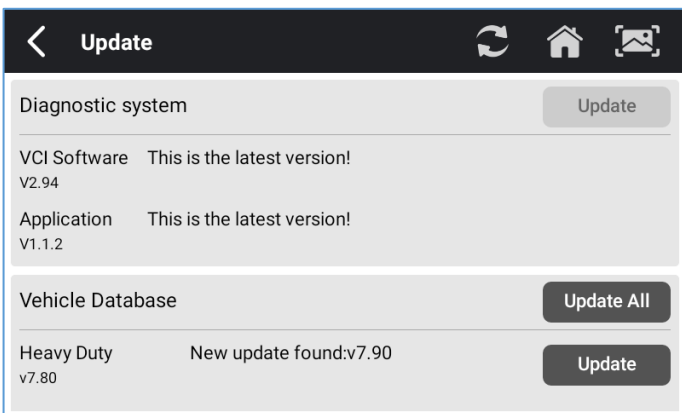 Update
Diagnostic system Update
VCI Software This is the latest version!
V2.94
Application This is the latest version!
V1.1.2
Vehicle Database Update All
Heavy Duty New update found:v7.90 Update
v7.80